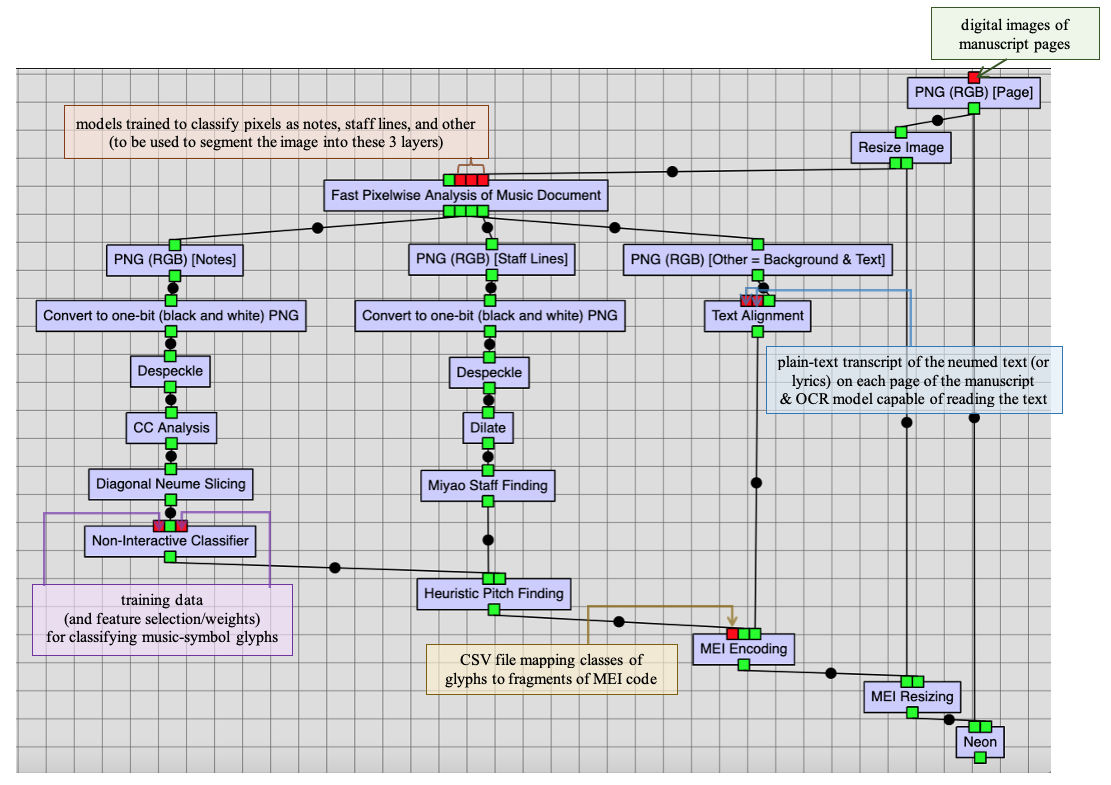 digital images of
manuscript pages
PNG (RGB) [Page]
models trained to classify pixels as notes, staff lines, and other
(to be used to segment the image into these 3 layers)
Resize Image
Fast Pixelwise Analysis of Music Document
PNG (RGB) [Notes]
PNG (RGB) [Staff Lines]
PNG (RGB) [Other = Background & Text]
Convert to one-bit (black and white) PNG
Convert to one-bit (black and white) PNG
Text Alignment
Despeckle
Despeckle
plain-text transcript of the neumed text (or
lyrics) on each page of the manuscript
& OCR model capable of reading the text
CC Analysis
Dilate
Diagonal Neume Slicing
Miyao Staff Finding
Non-Interactive Classifier
Heuristic Pitch Finding
training data
(and feature selection/weights)
for classifying music-symbol glyphs
MEI Encoding
CSV file mapping classes of
glyphs to fragments of MEI code
MEI Resizing
Neon